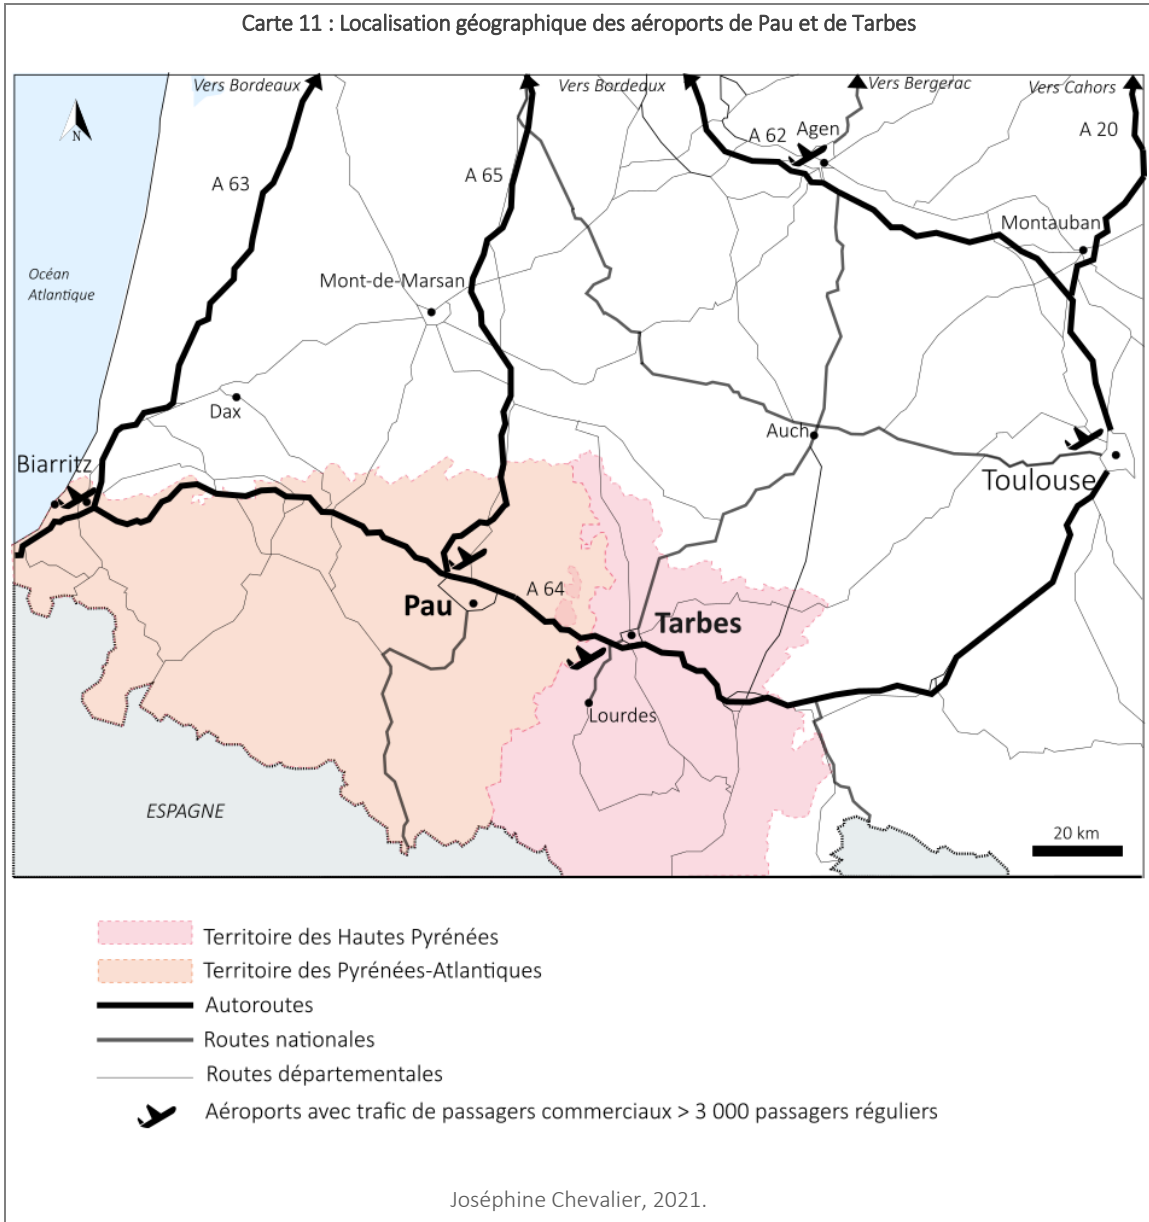 Carte 11 : Localisation géographique des aéroports de Pau et de Tarbes
Vers Bordeaux
Vers Bordeaux
Vers Bergerac
Vers Cahors
N
A 62
Agen
A 20
A 63
A 65
Montauban
Océan
Atlantique
Mont-de-Marsan
Dax
Auch
Biarritz
Toulouse
A 64
Pau
Tarbes
Lourdes
ESPAGNE
20 km
Territoire des Hautes Pyrénées
Territoire des Pyrénées-Atlantiques
Autoroutes
Routes nationales
Routes départementales
Aéroports avec trafic de passagers commerciaux > 3 000 passagers réguliers
Joséphine Chevalier, 2021.